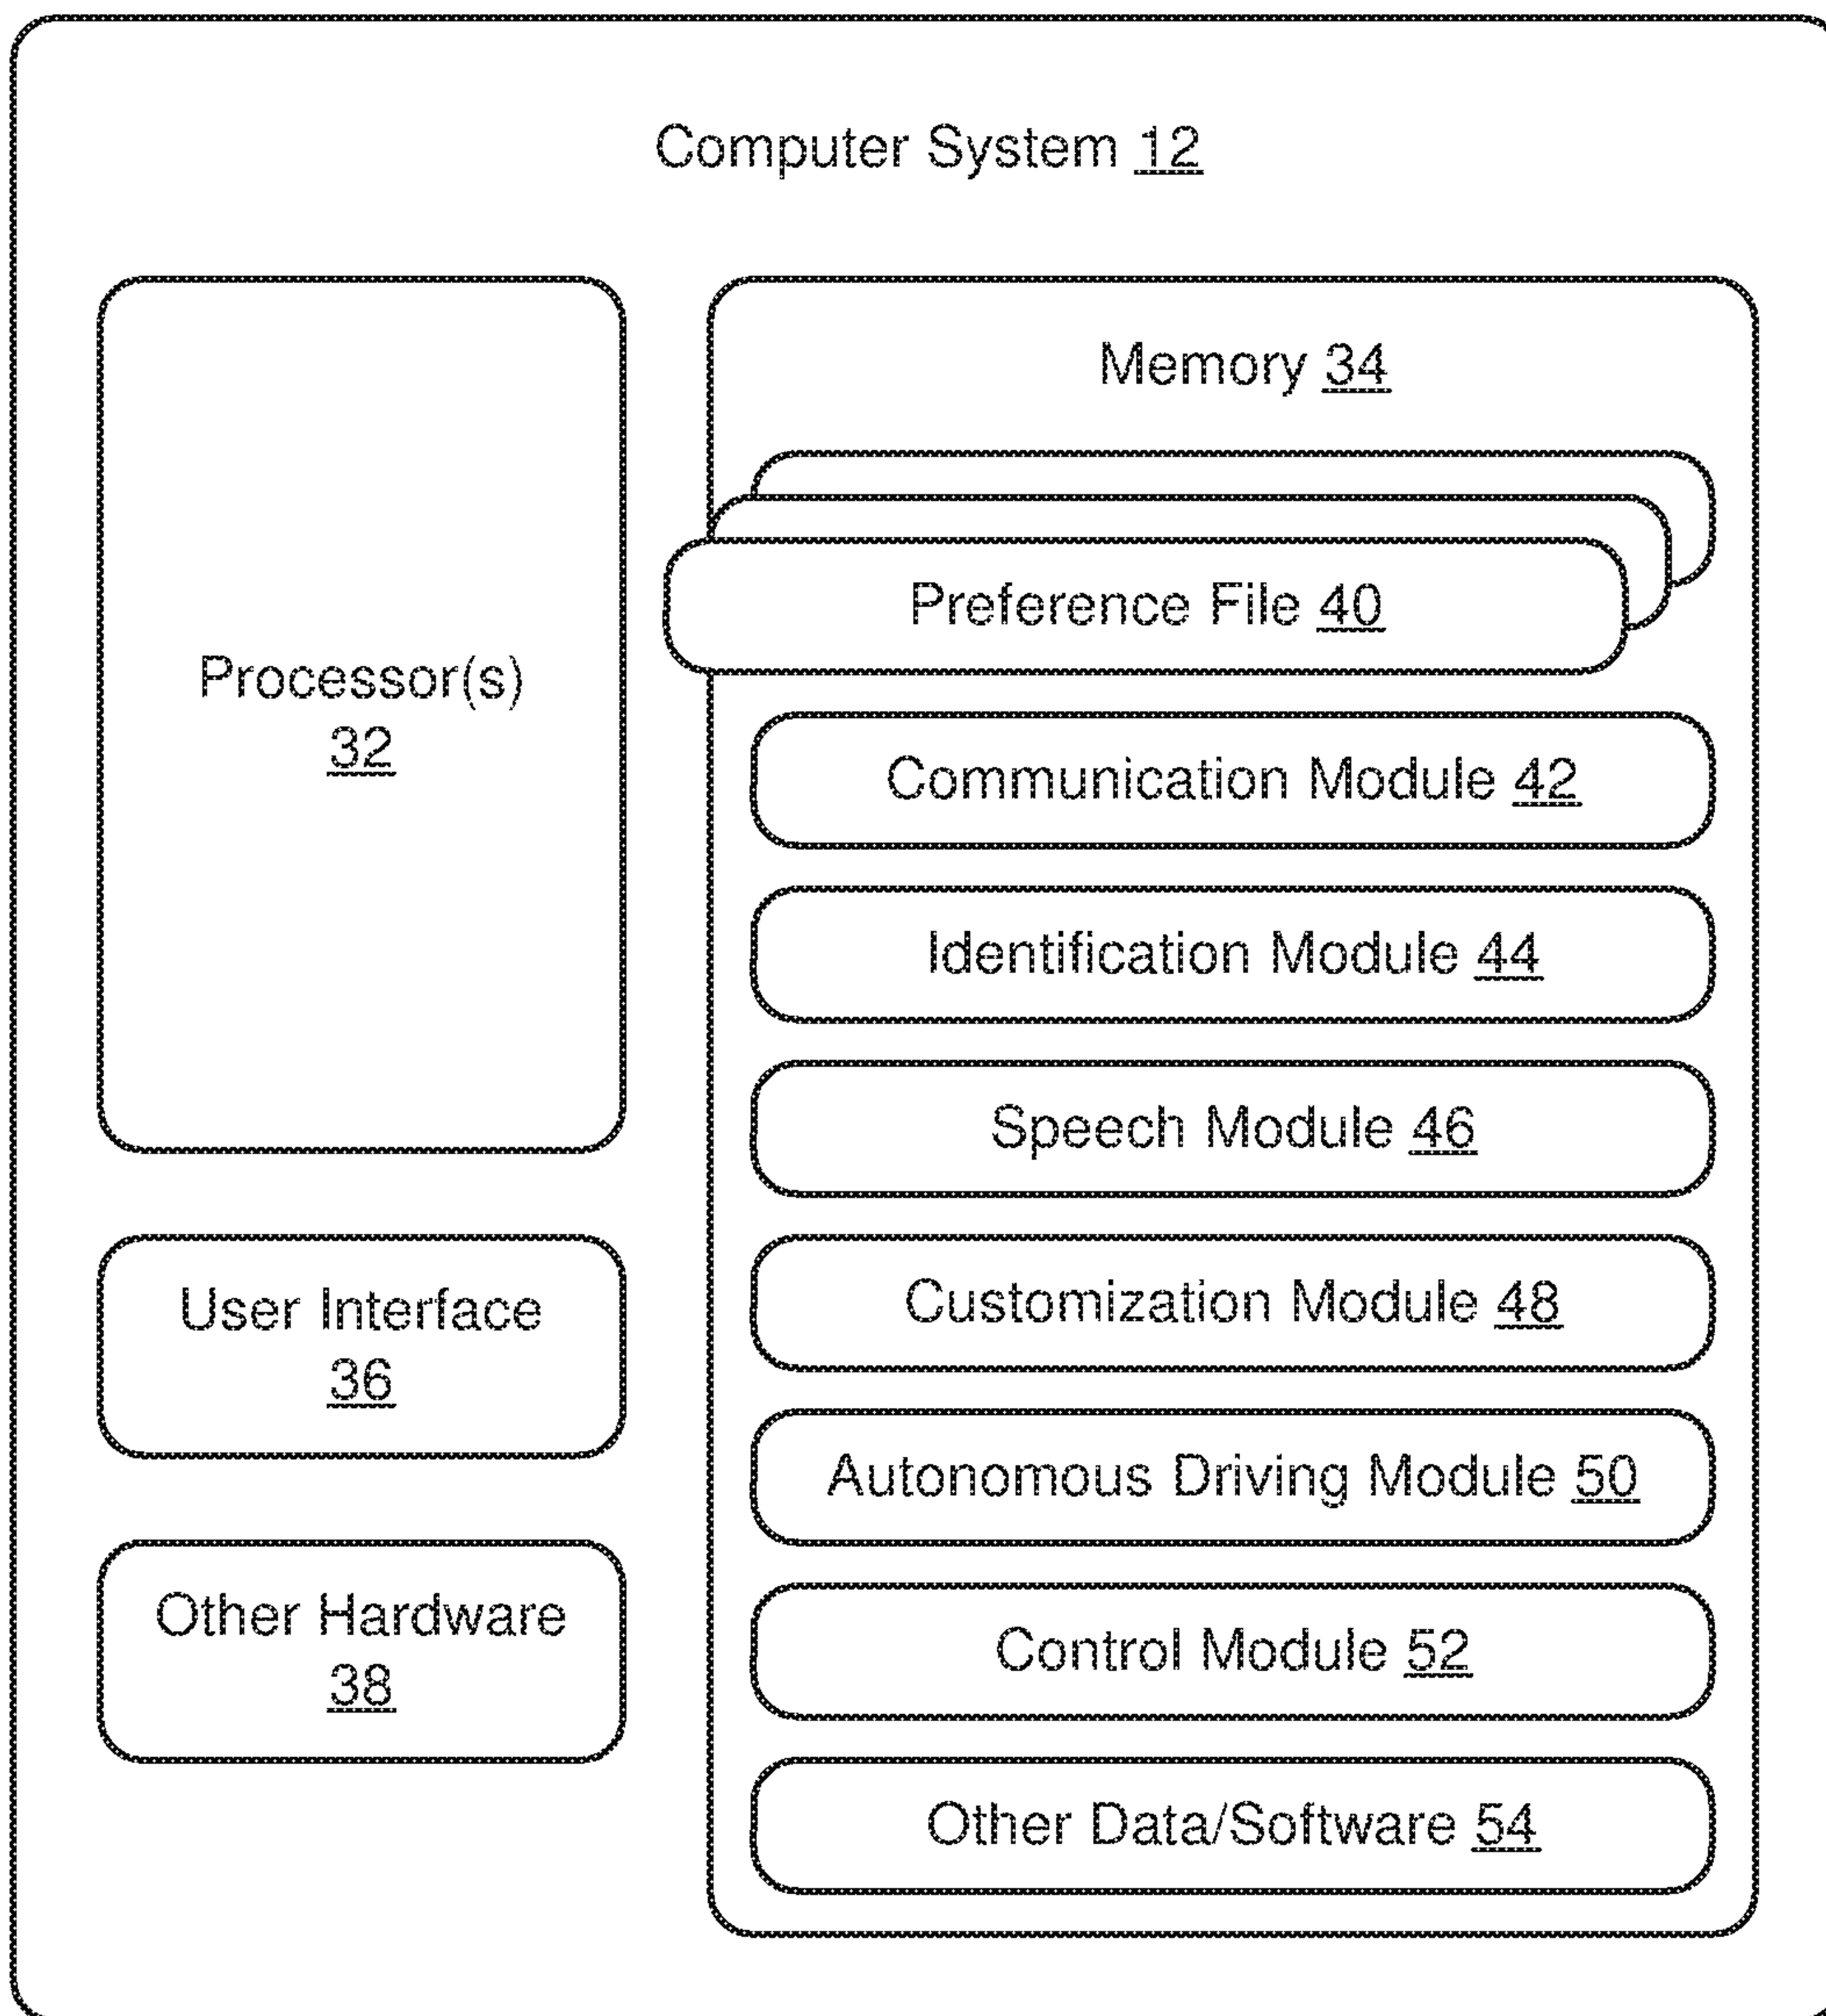 Computer System 12
Processor(s)
32
User Interface
36
Other Hardware
38
Memory 34
Preference File 40
Communication Module 42
Identification Module 44
Speech Module 46
Customization Module 48
Autonomous Driving Module 50
Control Module 52
Other Data/Software 54